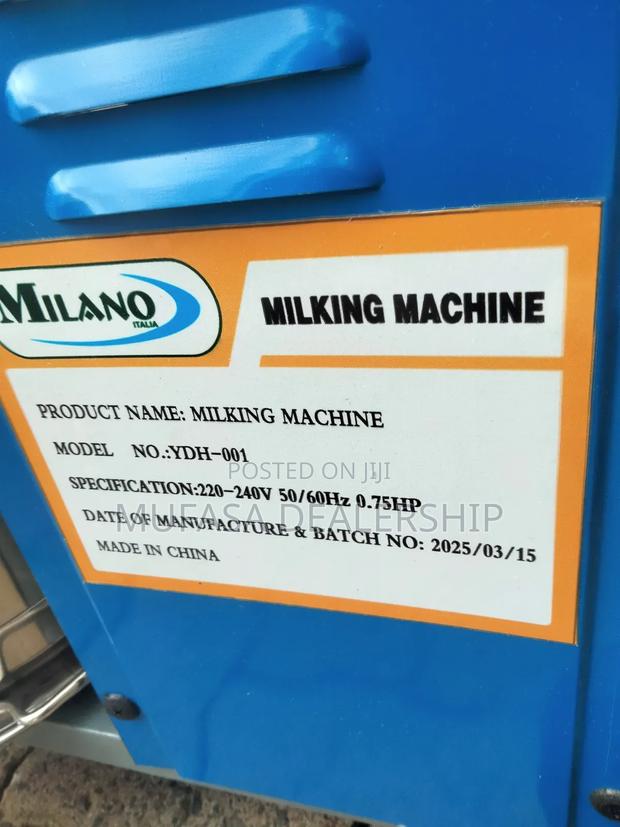 MILANO
ITALIA
MILKING MACHINE
PRODUCT NAME: MILKING MACHINE
MODEL NO.:YDH-001
POSTED ON JIJI
SPECIFICATION:220-240V 50/60Hz 0.75HP
MUFASA DEALERSHIP
DATE OF MANUFACTYRE & BATCH NO: 2025/03/15
MADE IN CHINA